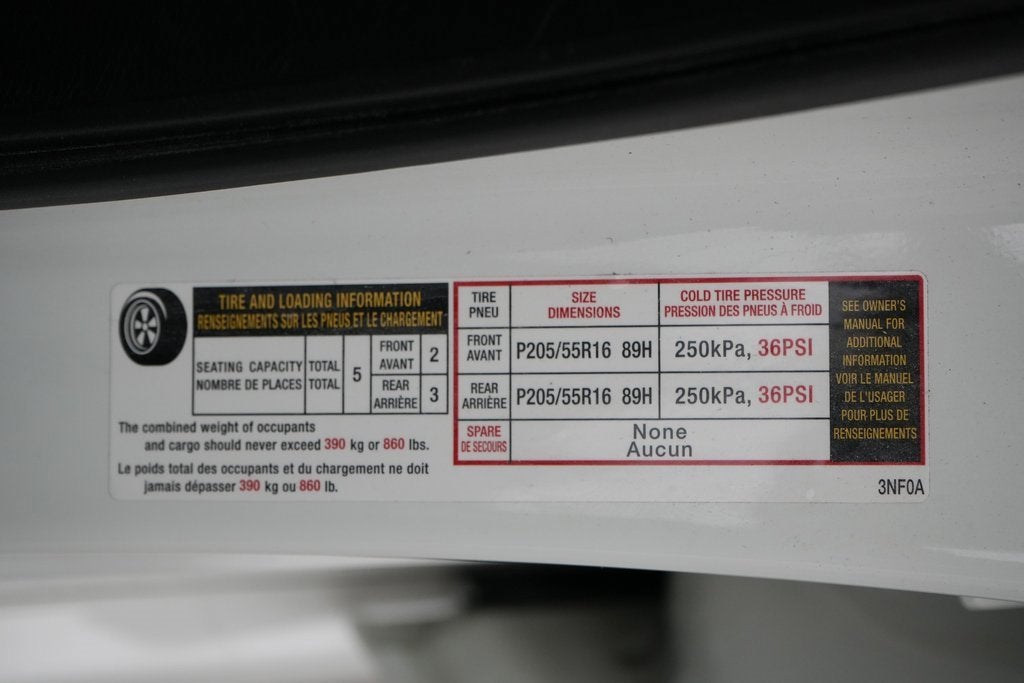 TIRE AND LOADING INFORMATION
RENSEIGNEMENTS SUR LES PNEUS ET LE CHARGEMENT
SEATING CAPACITY
NOMBRE DE PLACES
TOTAL
TOTAL
5
FRONT
AVANT
2
REAR
ARRIÈRE
3
The combined weight of occupants
and cargo should never exceed 390 kg or 860 lbs.
Le poids total des occupants et du chargement ne doit
jamais dépasser 390 kg ou 860 lb.
TIRE
PNEU
SIZE
DIMENSIONS
COLD TIRE PRESSURE
PRESSION DES PNEUS À FROID
FRONT
AVANT
P205/55R16 89H
250kPa, 36PSI
REAR
ARRIÈRE
P205/55R16 89H
250kPa, 36PSI
SPARE
DE SECOURS
None
Aucun
SEE OWNER'S
MANUAL FOR
ADDITIONAL
INFORMATION
VOIR LE MANUEL
DE L'USAGER
POUR PLUS DE
RENSEIGNEMENTS
3NF0A